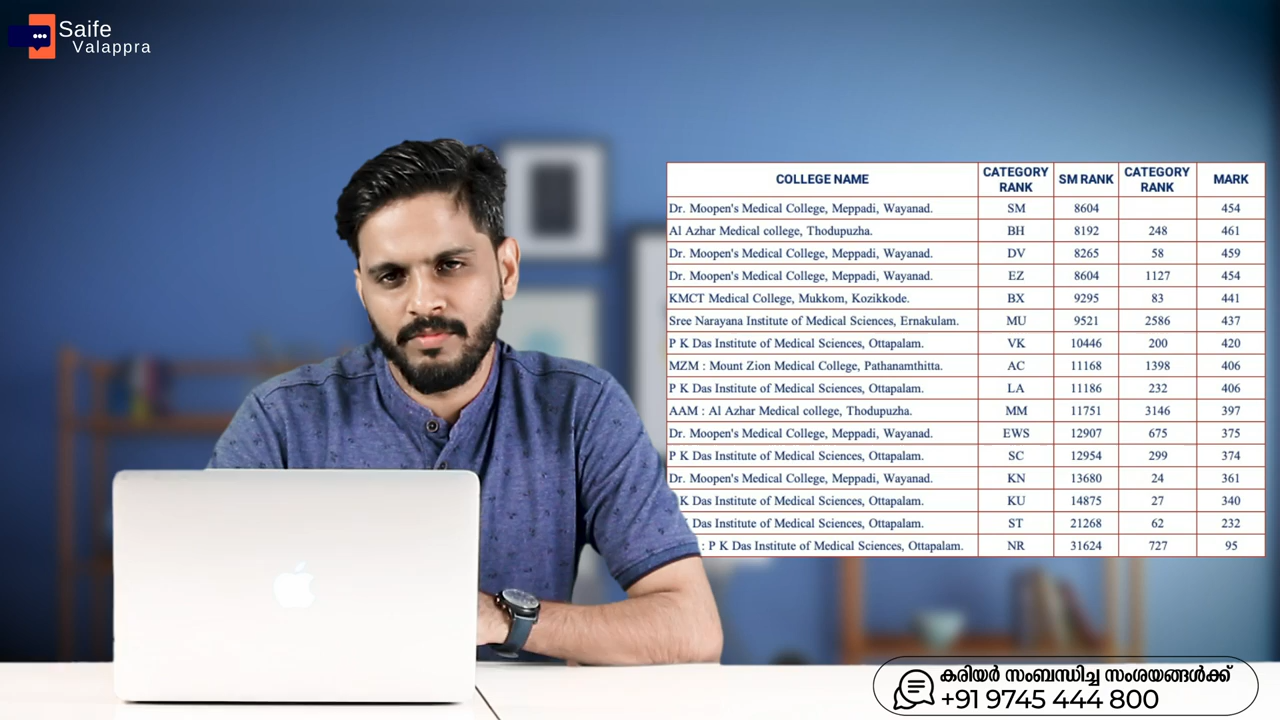 Saife
Valappra
COLLEGE NAME CATEGORY RANK SM RANK CATEGORY RANK MARK
Dr. Moopen's Medical College, Meppadi, Wayanad. SM 8604 454
Al Azhar Medical college, Thodupuzha. BH 8192 248 461
Dr. Moopen's Medical College, Meppadi, Wayanad. DV 8265 58 459
Dr. Moopen's Medical College, Meppadi, Wayanad. EZ 8604 1127 454
KMCT Medical College, Mukkom, Kozikkode. BX 9295 83 441
Sree Narayana Institute of Medical Sciences, Ernakulam. MU 9521 2586 437
P K Das Institute of Medical Sciences, Ottapalam. VK 10446 200 420
MZM : Mount Zion Medical College, Pathanamthitta. AC 11168 1398 406
P K Das Institute of Medical Sciences, Ottapalam. LA 11186 232 406
AAM : Al Azhar Medical college, Thodupuzha. MM 11751 3146 397
Dr. Moopen's Medical College, Meppadi, Wayanad. EWS 12907 675 375
P K Das Institute of Medical Sciences, Ottapalam. SC 12954 299 374
Dr. Moopen's Medical College, Meppadi, Wayanad. KN 13680 24 361
K Das Institute of Medical Sciences, Ottapalam. KU 14875 27 340
Das Institute of Medical Sciences, Ottapalam. ST 21268 62 232
: P K Das Institute of Medical Sciences, Ottapalam. NR 31624 727 95
കരിയർ സംബന്ധിച്ച സംശയങ്ങൾക്ക്
+91 9745 444 800